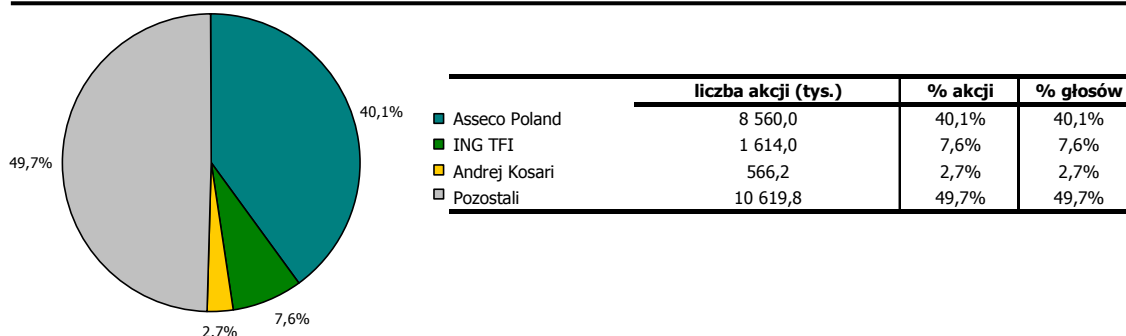 40,1%
49,7%
7,6%
2,7%
liczba akcji (tys.) % akcji % głosów
Asseco Poland 8 560,0 40,1% 40,1%
ING TFI 1 614,0 7,6% 7,6%
Andrej Kosari 566,2 2,7% 2,7%
Pozostali 10 619,8 49,7% 49,7%